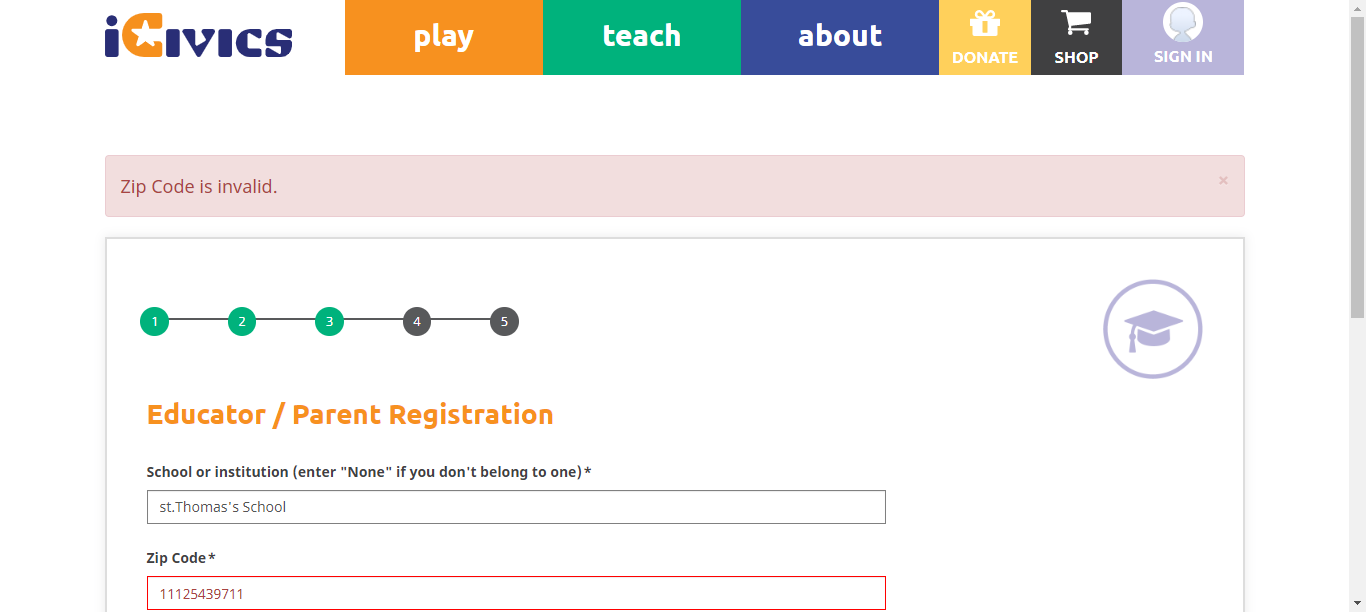 iCivics
play
teach
about
DONATE
SHOP
SIGN IN
Zip Code is invalid.
×
1 2 3 4 5
Educator / Parent Registration
School or institution (enter "None" if you don't belong to one)*
st.Thomas's School
Zip Code*
11125439711